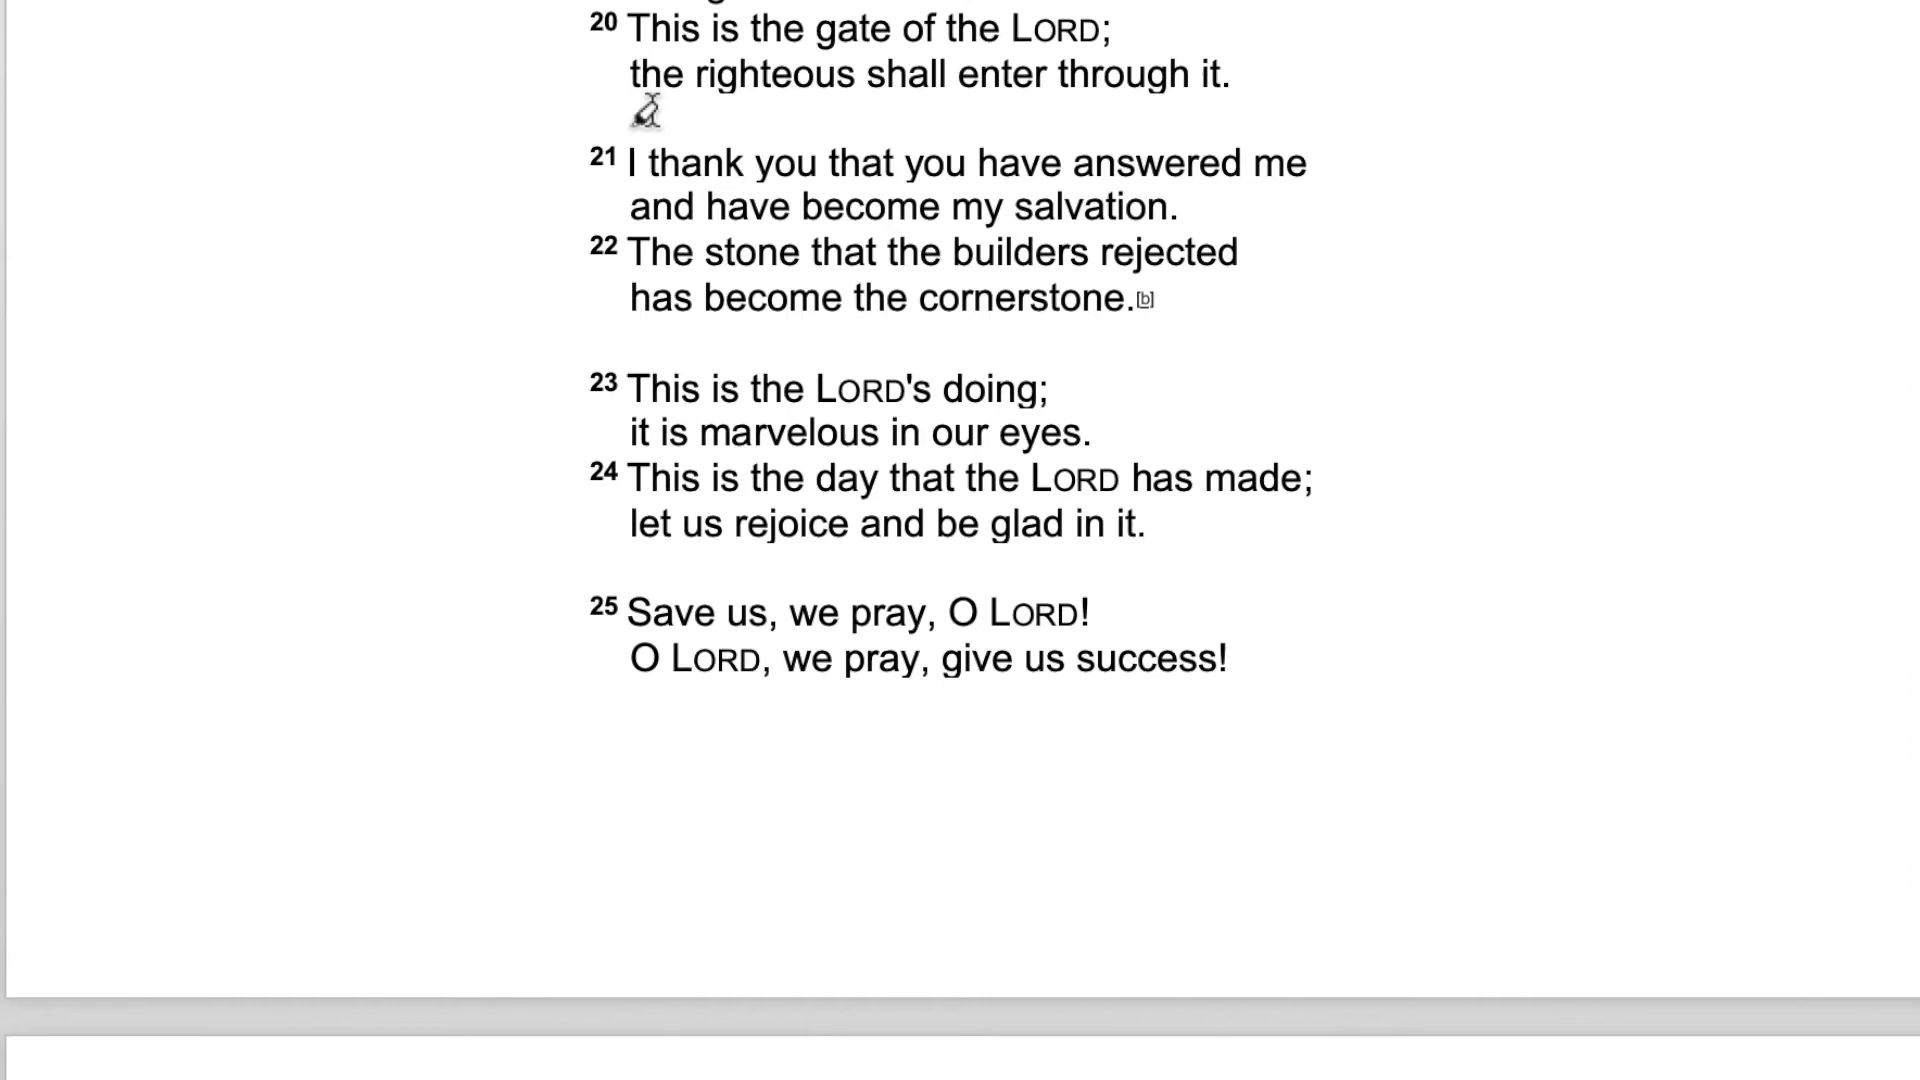 20 This is the gate of the LORD;
the righteous shall enter through it.
21 I thank you that you have answered me
and have become my salvation.
22 The stone that the builders rejected
has become the cornerstone.[b]
23 This is the LORD's doing;
it is marvelous in our eyes.
24 This is the day that the LORD has made;
let us rejoice and be glad in it.
25 Save us, we pray, O LORD!
O LORD, we pray, give us success!